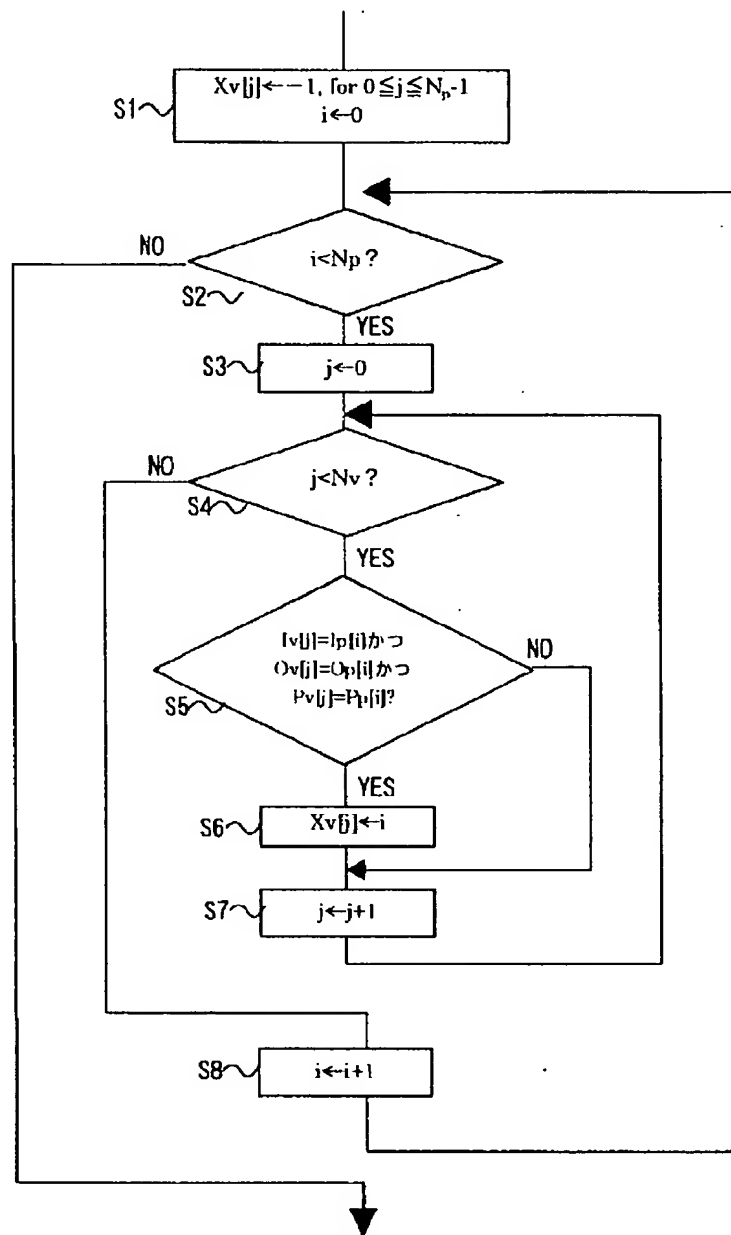 S1
Xv[j]←-1, for 0≦j≦Np-1
i←0
NO
i<Np?
S2
YES
S3
j←0
NO
j<Nv?
S4
YES
Iv[j]=Ip[i]かつ
Ov[j]=Op[i]かつ
Pv[j]=Pp[i]?
NO
S5
YES
S6
Xv[j]←i
S7
j←j+1
S8
i←i+1